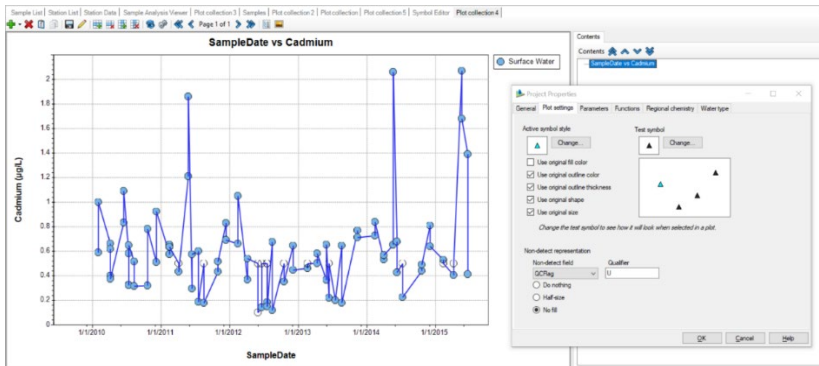 Sample List Station List Station Data Sample Analysis Viewer Plot collection 3 Samples Plot collection 2 Plot collection Plot collection 5 Symbol Editor Plot collection 4
Page 1 of 1
SampleDate vs Cadmium
Surface Water
Cadmium (µg/L)
2
1.8
1.6
1.4
1.2
1
0.8
0.6
0.4
0.2
0
1/1/2010 1/1/2011 1/1/2012 1/1/2013 1/1/2014 1/1/2015
SampleDate
Contents
Contents
SampleDate vs Cadmium
Project Properties
General Plot settings Parameters Functions Regional chemistry Water type
Active symbol style Test symbol
Change... Change...
Use original fill color
Use original outline color
Use original outline thickness
Use original shape
Use original size
Change the test symbol to see how it will look when selected in a plot.
Non-detect representation
Non-detect field Qualifier
QCFlag U
Do nothing
Half-size
No fill
OK Cancel Help